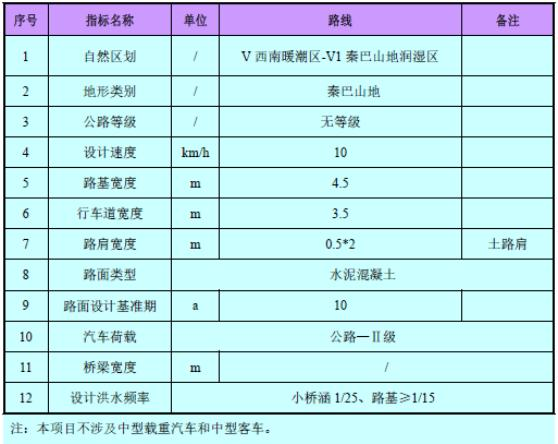 序号 指标名称 单位 路线 备注
1 自然区划 / V 西南暖潮区-V1 秦巴山地润湿区
2 地形类别 / 秦巴山地
3 公路等级 / 无等级
4 设计速度 km/h 10
5 路基宽度 m 4.5
6 行车道宽度 m 3.5
7 路肩宽度 m 0.5*2 土路肩
8 路面类型 水泥混凝土
9 路面设计基准期 a 10
10 汽车荷载 公路—Ⅱ级
11 桥梁宽度 m /
12 设计洪水频率 小桥涵 1/25、路基≥1/15
注：本项目不涉及中型载重汽车和中型客车。